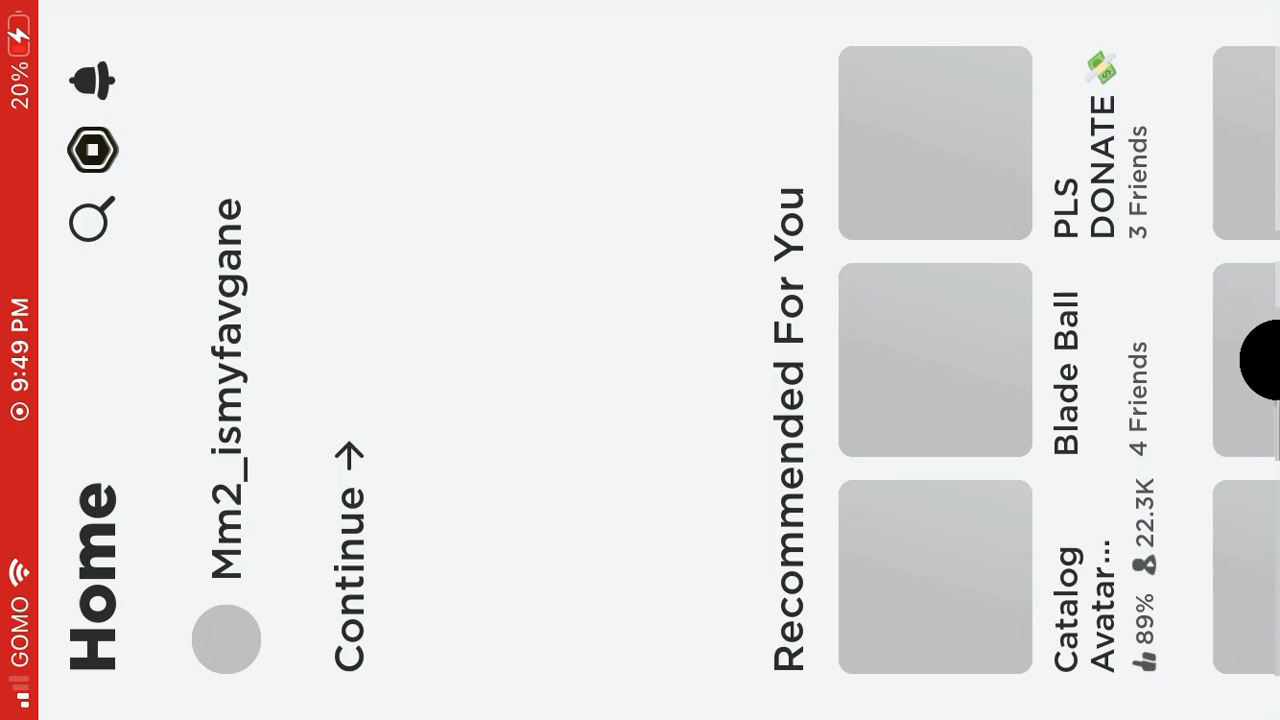 GOMO 9:49 PM 20%
Home
Mm2_ismyfavgane
Continue →
Recommended For You
Catalog
Avatar...
89% 22.3K
Blade Ball
4 Friends
PLS
DONATE 💸
3 Friends